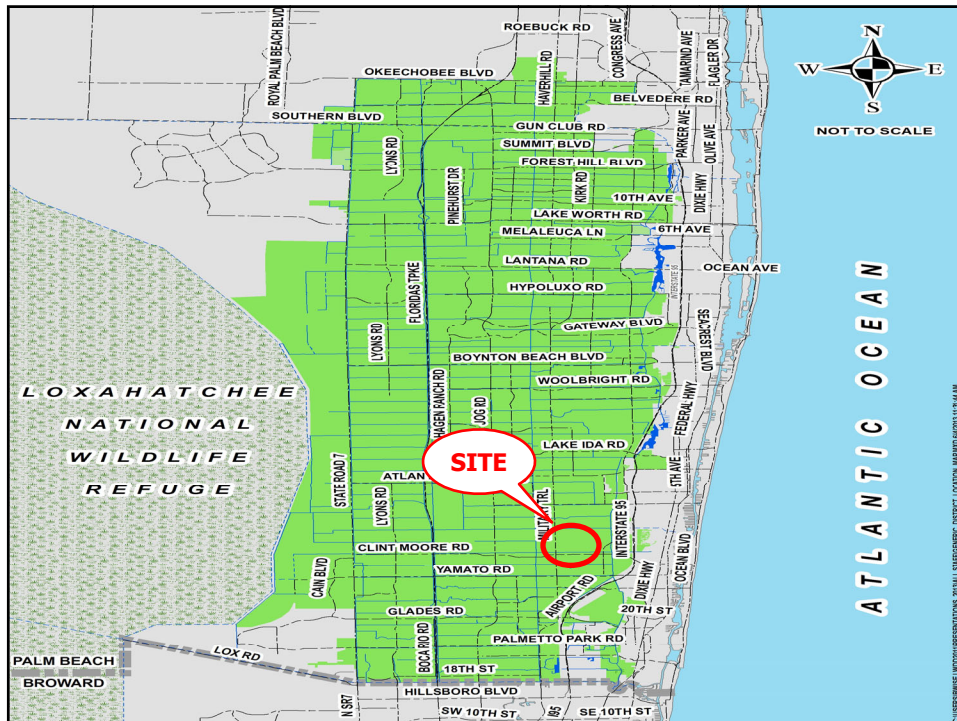 ROEBUCK RD
ROYAL PALM BEACH BLVD
CONGRESS AVE
TAMARIND AVE
FLAGLER DR
HAVERHILL RD
OKEECHOBEE BLVD
BELVEDERE RD
SOUTHERN BLVD
GUN CLUB RD
PARKER AVE
OLIVE AVE
SUMMIT BLVD
LYONS RD
FOREST HILL BLVD
PINEHURST DR
KIRK RD
10TH AVE
DIXIE HWY
LAKE WORTH RD
MELALEUCA LN
6TH AVE
LANTANA RD
OCEAN AVE
FLORIDAS TPKE
HYPOLUXO RD
INTERSTATE 95
GATEWAY BLVD
SEACREST BLVD
LYONS RD
BOYNTON BEACH BLVD
WOOLBRIGHT RD
HAGEN RANCH RD
JOG RD
FEDERAL HWY
LAKE IDA RD
SITE
STATE ROAD 7
ATLAN
5TH AVE
LYONS RD
MILITARY TRL
INTERSTATE 95
CLINT MOORE RD
OCEAN BLVD
YAMATO RD
CAIN BLVD
AIRPORT RD
DIXIE HWY
20TH ST
GLADES RD
BOCA RIO RD
PALMETTO PARK RD
LOX RD
18TH ST
HILLSBORO BLVD
N SR7
SW 10TH ST
I95
SE 10TH ST
PALM BEACH
BROWARD
LOXAHATCHEE
NATIONAL
WILDLIFE
REFUGE
ATLANTIC OCEAN
N
W
E
S
NOT TO SCALE